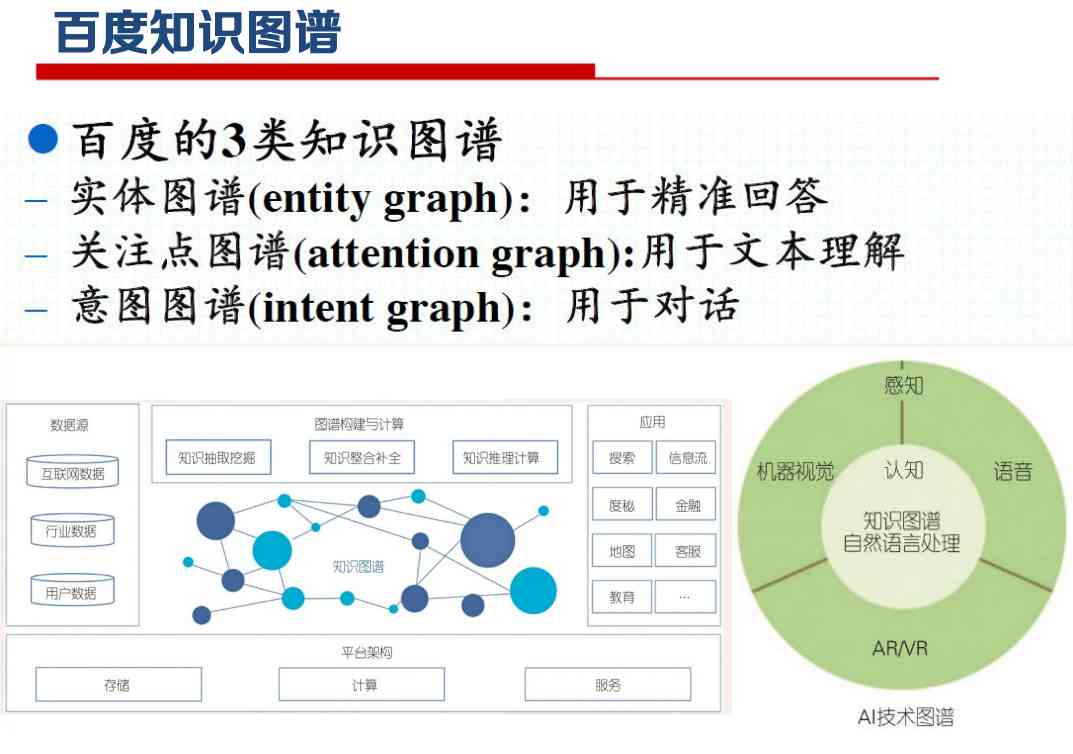 百度知识图谱
百度的3类知识图谱
实体图谱(entity graph)：用于精准回答
关注点图谱(attention graph):用于文本理解
意图图谱(intent graph)：用于对话
数据源
互联网数据
行业数据
用户数据
图谱构建与计算
知识抽取挖掘
知识整合补全
知识推理计算
知识图谱
应用
搜索
信息流
度秘
金融
地图
客服
教育
...
平台架构
存储
计算
服务
感知
机器视觉
认知
语音
知识图谱
自然语言处理
AR/VR
AI技术图谱